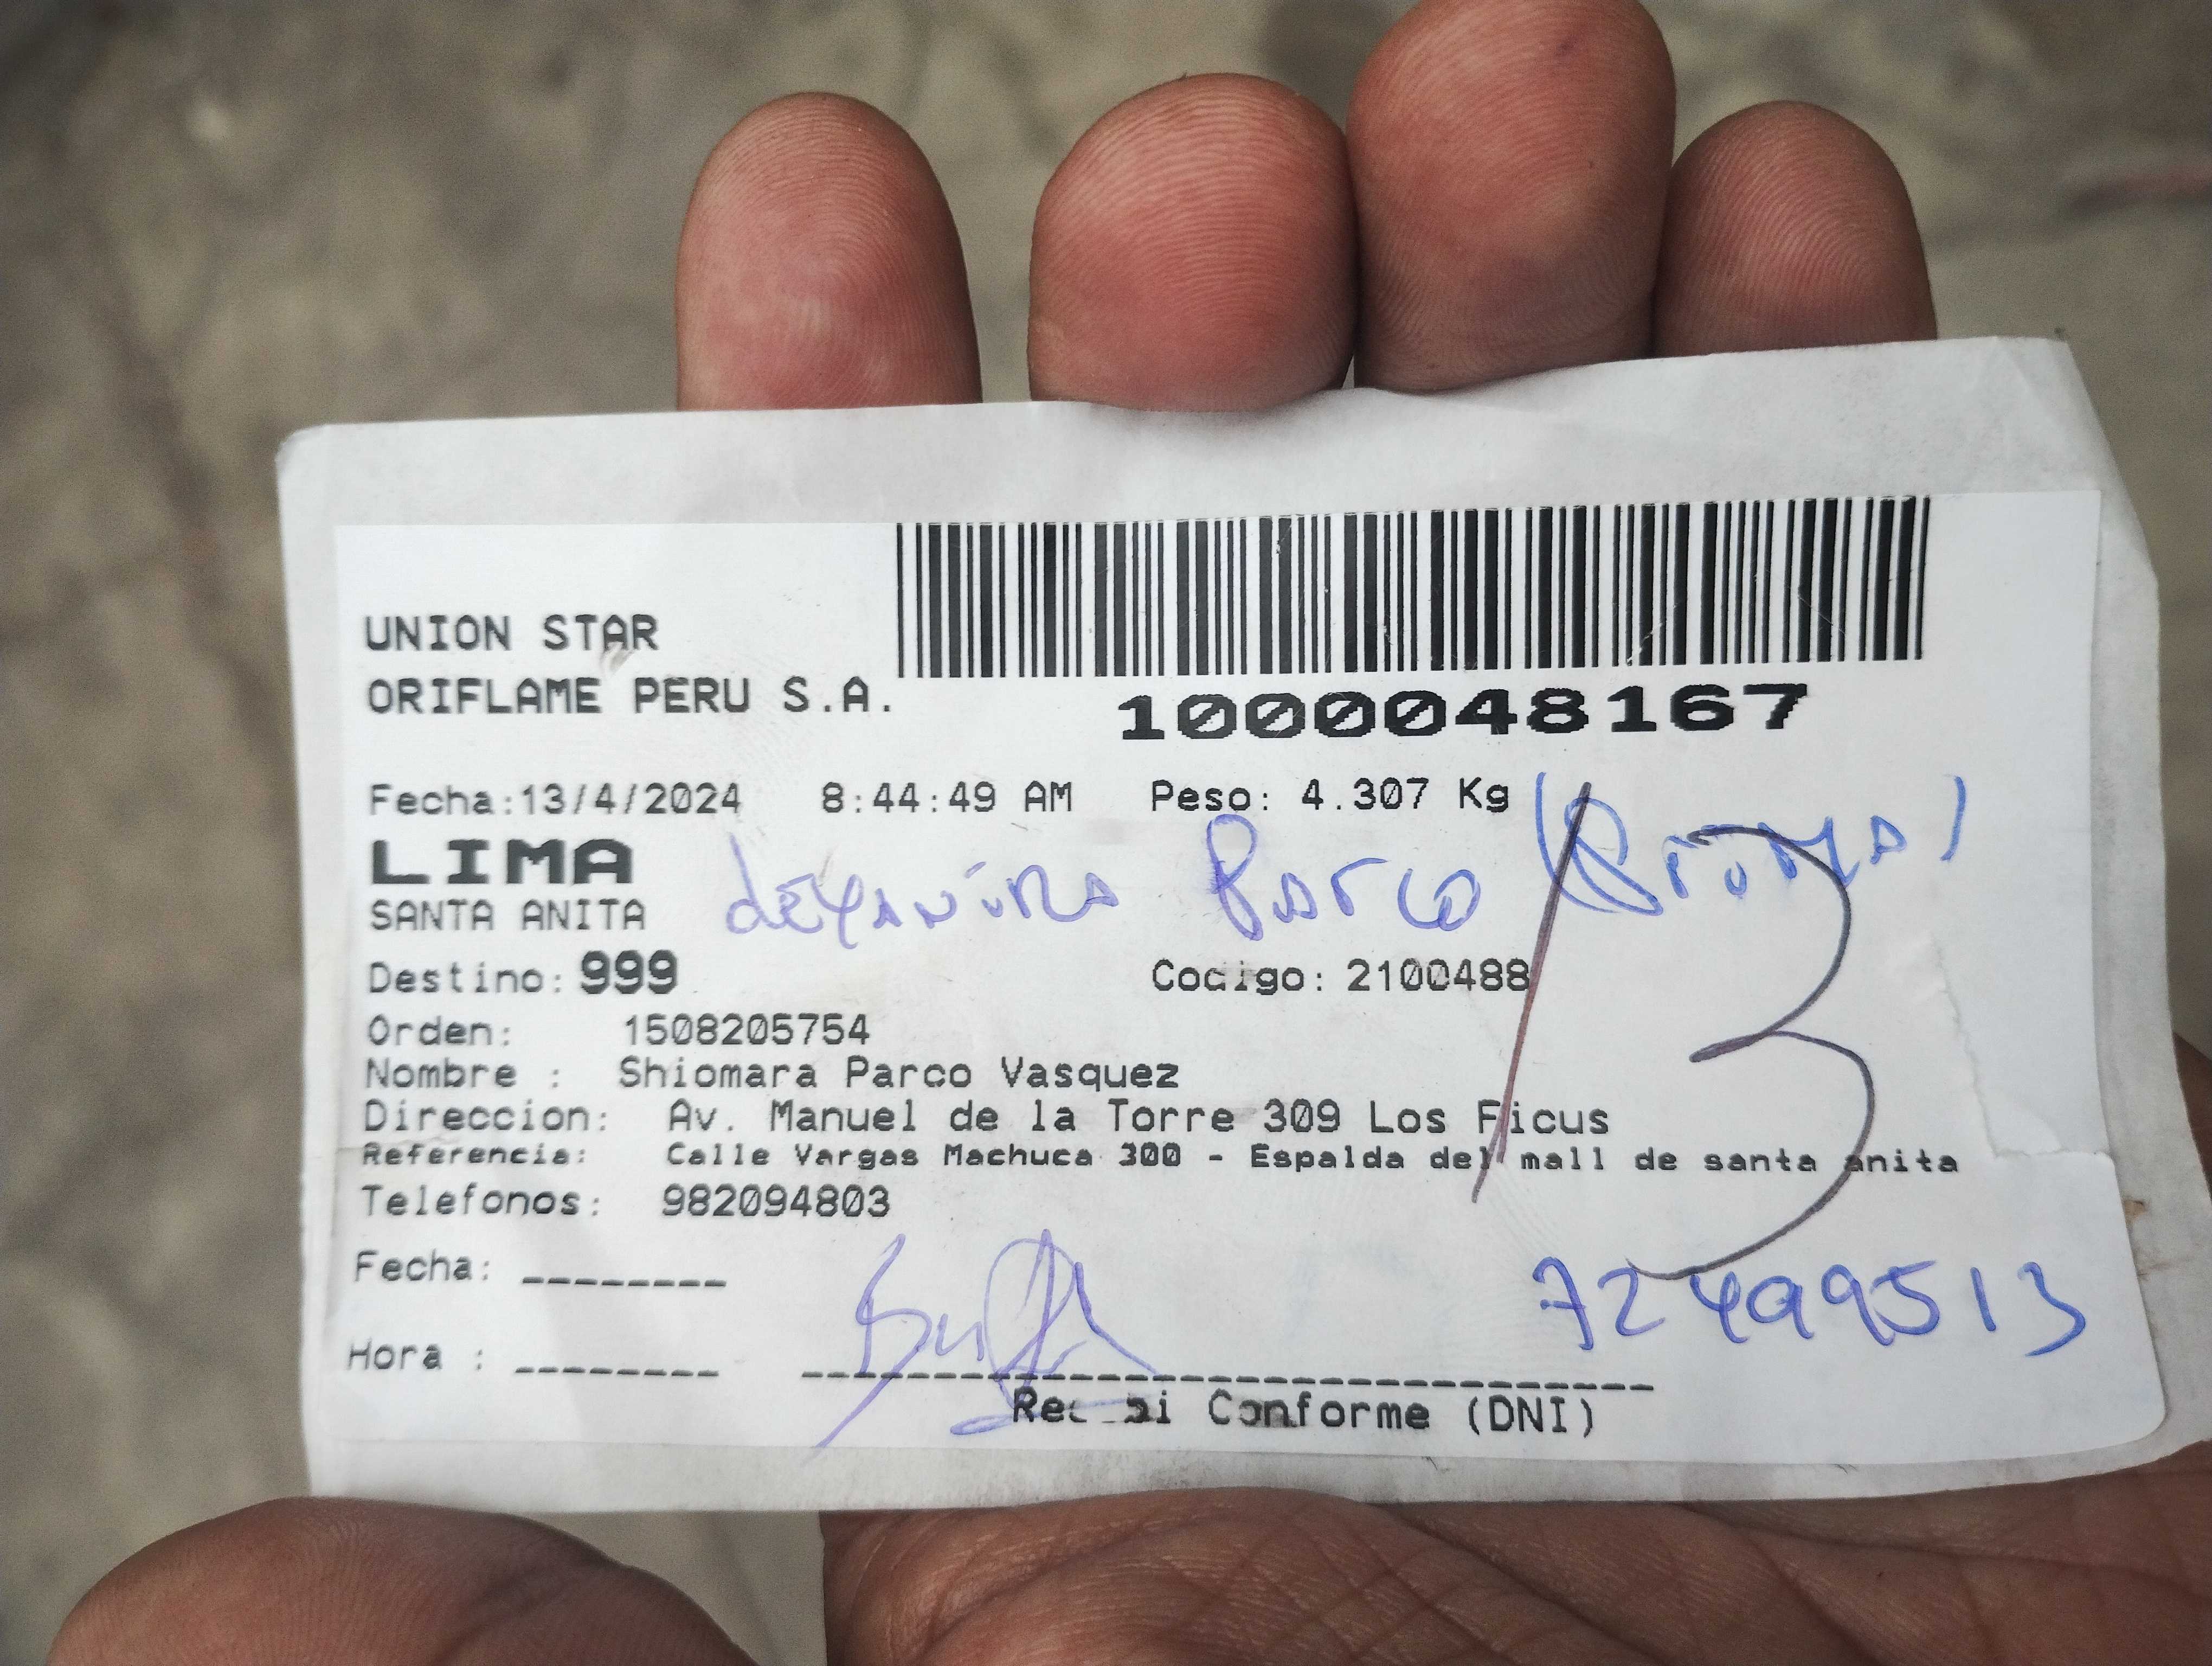 UNION STAR
ORIFLAME PERU S.A.
1000048167
Fecha:13/4/2024 8:44:49 AM Peso: 4.307 Kg
LIMA
SANTA ANITA
Parco
Destino: 999 Codigo: 2100488
Orden: 1508205754
Nombre : Shiomara Parco Vasquez
Direccion: Av. Manuel de la Torre 309 Los Ficus
Referencia: Calle Vargas Machuca 300 - Espalda del mall de santa anita
Telefonos: 982094803
13
Fecha: ________
72499513
Hora : ________
Recibi Conforme (DNI)